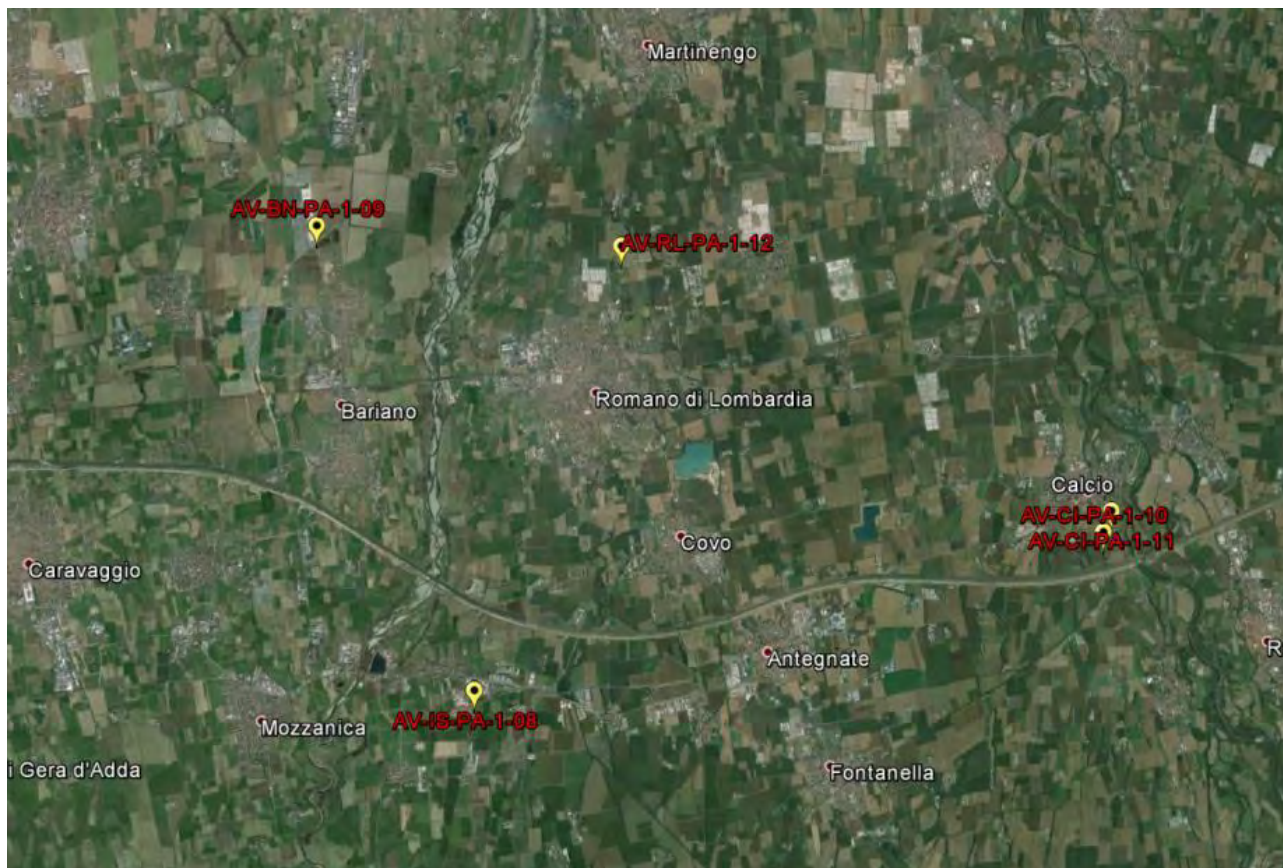 Martinengo
AV-BN-PA-1-09
AV-RL-PA-1-12
Romano di Lombardia
Bariano
Calcio
AV-CI-PA-1-10
AV-CI-PA-1-11
Covo
Caravaggio
Antegnate
R
AV-IS-PA-1-08
Mozzanica
i Gera d'Adda
Fontanella